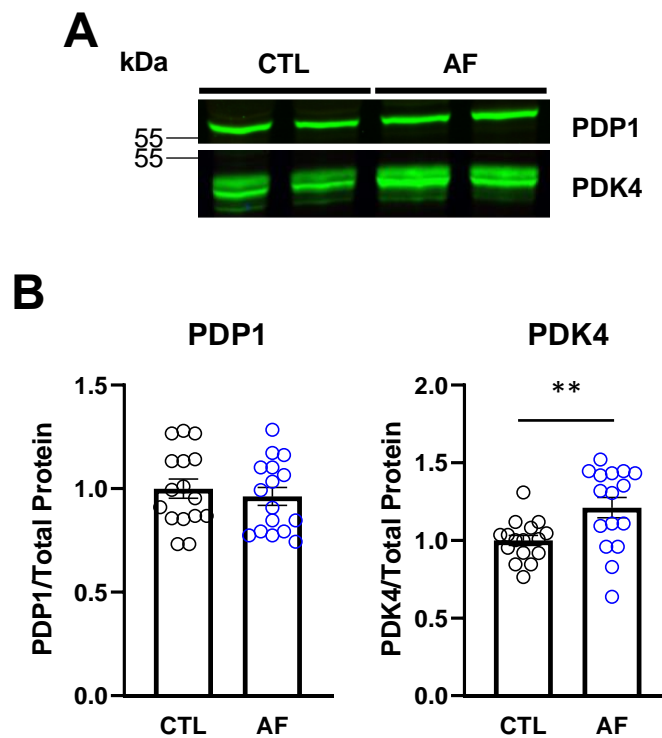 A
kDa CTL AF
55 PDP1
55
PDK4
B
PDP1 PDK4
1.5 2.0
**
1.5
1.0
1.0
0.5
0.5
0.0 0.0
PDP1/Total Protein
PDK4/Total Protein
CTL AF CTL AF